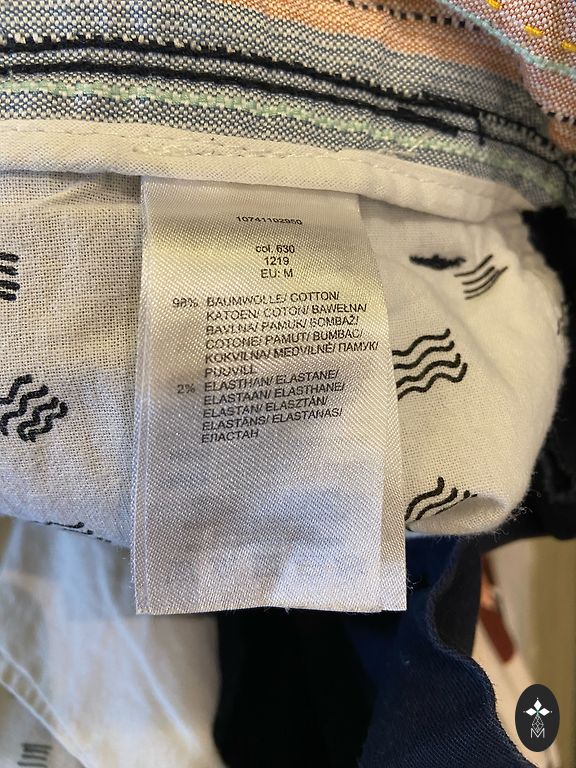 10741102950
col. 630
1219
EU: M
98% BAUMWOLLE/ COTTON/
KATOEN/ COTON/ BAWEŁNA/
BAVLNA/ PAMUK/ BOMBAŽ/
COTONE/ PAMUT/ BUMBAC/
KOKVILNA/ MEDVILNĖ/ ПАМУК/
PUUVILL
2% ELASTHAN/ ELASTANE/
ELASTAAN/ ELASTHANE/
ELASTAN/ ELASZTÁN/
ELASTĀNS/ ELASTANAS/
ЕЛАСТАН